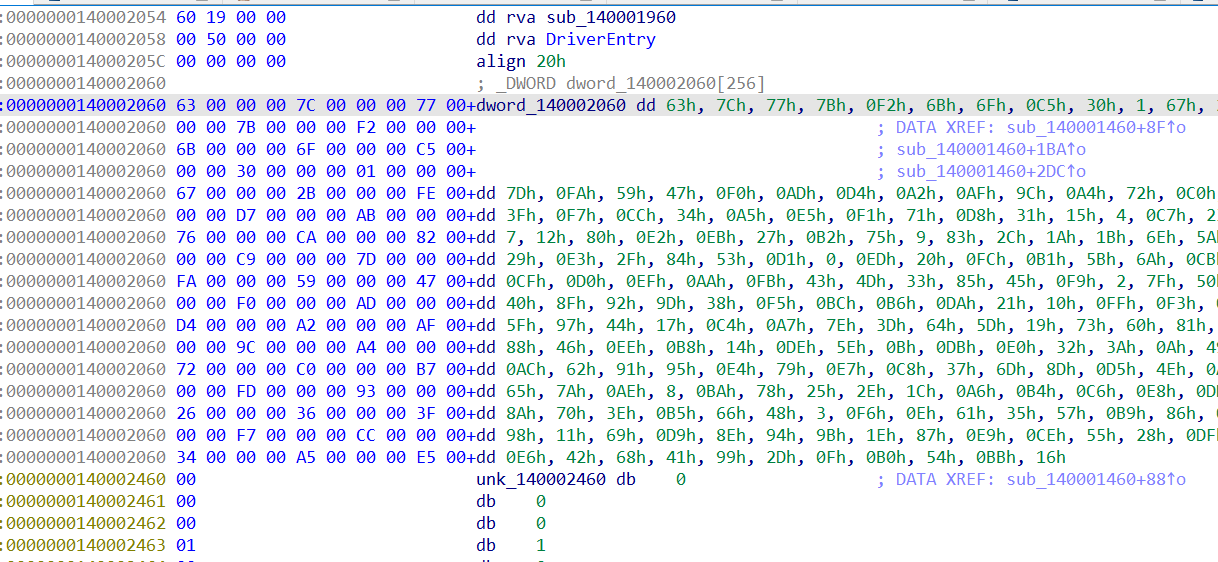 :0000000140002054 60 19 00 00 dd rva sub_140001960
:0000000140002058 00 50 00 00 dd rva DriverEntry
:000000014000205C 00 00 00 00 align 20h
:0000000140002060 ; _DWORD dword_140002060[256]
:0000000140002060 63 00 00 00 7C 00 00 00 77 00+dword_140002060 dd 63h, 7Ch, 77h, 7Bh, 0F2h, 6Bh, 6Fh, 0C5h, 30h, 1, 67h,
:0000000140002060 00 00 7B 00 00 00 F2 00 00 00+ ; DATA XREF: sub_140001460+8F↑o
:0000000140002060 6B 00 00 00 6F 00 00 00 C5 00+ ; sub_140001460+1BA↑o
:0000000140002060 00 00 30 00 00 00 01 00 00 00+ ; sub_140001460+2DC↑o
:0000000140002060 67 00 00 00 2B 00 00 00 FE 00+dd 7Dh, 0FAh, 59h, 47h, 0F0h, 0ADh, 0D4h, 0A2h, 0AFh, 9Ch, 0A4h, 72h, 0C0h
:0000000140002060 00 00 D7 00 00 00 AB 00 00 00+dd 3Fh, 0F7h, 0CCh, 34h, 0A5h, 0E5h, 0F1h, 71h, 0D8h, 31h, 15h, 4, 0C7h, 2
:0000000140002060 76 00 00 00 CA 00 00 00 82 00+dd 7, 12h, 80h, 0E2h, 0EBh, 27h, 0B2h, 75h, 9, 83h, 2Ch, 1Ah, 1Bh, 6Eh, 5A
:0000000140002060 00 00 C9 00 00 00 7D 00 00 00+dd 29h, 0E3h, 2Fh, 84h, 53h, 0D1h, 0, 0EDh, 20h, 0FCh, 0B1h, 5Bh, 6Ah, 0CB
:0000000140002060 FA 00 00 00 59 00 00 00 47 00+dd 0CFh, 0D0h, 0EFh, 0AAh, 0FBh, 43h, 4Dh, 33h, 85h, 45h, 0F9h, 2, 7Fh, 50
:0000000140002060 00 00 F0 00 00 00 AD 00 00 00+dd 40h, 8Fh, 92h, 9Dh, 38h, 0F5h, 0BCh, 0B6h, 0DAh, 21h, 10h, 0FFh, 0F3h,
:0000000140002060 D4 00 00 00 A2 00 00 00 AF 00+dd 5Fh, 97h, 44h, 17h, 0C4h, 0A7h, 7Eh, 3Dh, 64h, 5Dh, 19h, 73h, 60h, 81h,
:0000000140002060 00 00 9C 00 00 00 A4 00 00 00+dd 88h, 46h, 0EEh, 0B8h, 14h, 0DEh, 5Eh, 0Bh, 0DBh, 0E0h, 32h, 3Ah, 0Ah, 49
:0000000140002060 72 00 00 00 C0 00 00 00 B7 00+dd 0ACh, 62h, 91h, 95h, 0E4h, 79h, 0E7h, 0C8h, 37h, 6Dh, 8Dh, 0D5h, 4Eh, 0
:0000000140002060 00 00 FD 00 00 00 93 00 00 00+dd 65h, 7Ah, 0AEh, 8, 0BAh, 78h, 25h, 2Eh, 1Ch, 0A6h, 0B4h, 0C6h, 0E8h, 0D
:0000000140002060 26 00 00 00 36 00 00 00 3F 00+dd 8Ah, 70h, 3Eh, 0B5h, 66h, 48h, 3, 0F6h, 0Eh, 61h, 35h, 57h, 0B9h, 86h,
:0000000140002060 00 00 F7 00 00 00 CC 00 00 00+dd 98h, 11h, 69h, 0D9h, 8Eh, 94h, 9Bh, 1Eh, 87h, 0E9h, 0CEh, 55h, 28h, 0DF
:0000000140002060 34 00 00 00 A5 00 00 00 E5 00+dd 0E6h, 42h, 68h, 41h, 99h, 2Dh, 0Fh, 0B0h, 54h, 0BBh, 16h
:0000000140002460 00 unk_140002460 db 0 ; DATA XREF: sub_140001460+88↑o
:0000000140002461 00 db 0
:0000000140002462 00 db 0
:0000000140002463 01 db 1